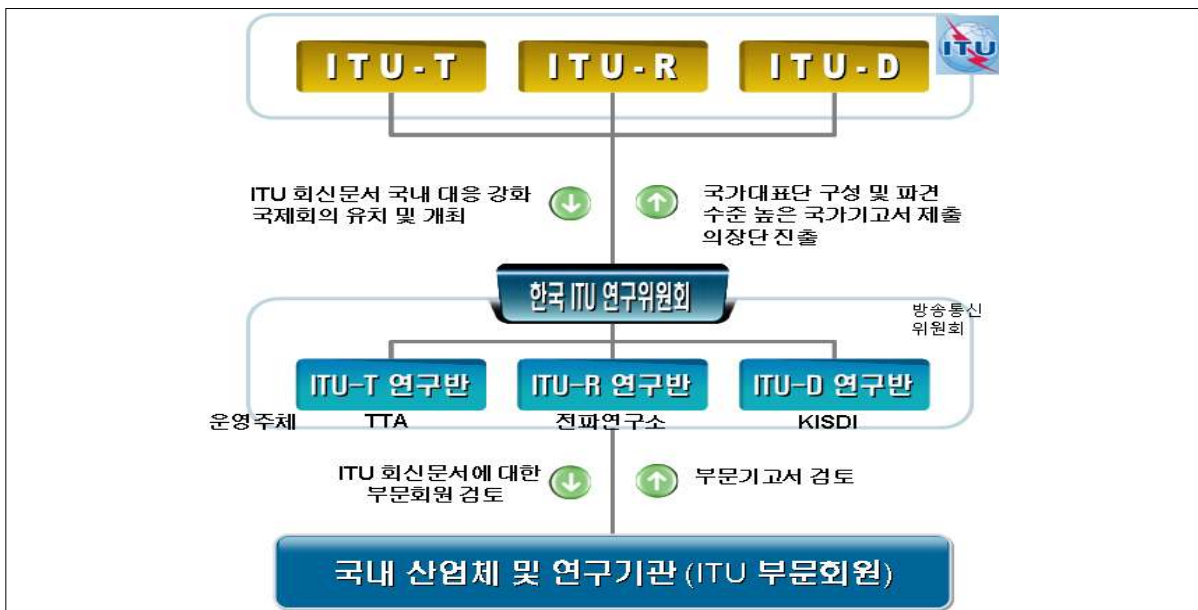 ITU-T ITU-R ITU-D
ITU
ITU 회신문서 국내 대응 강화
국제회의 유치 및 개최
국가대표단 구성 및 파견
수준 높은 국가기고서 제출
의장단 진출
한국 ITU 연구위원회
방송통신
위원회
ITU-T 연구반 ITU-R 연구반 ITU-D 연구반
운영주체 TTA 전파연구소 KISDI
ITU 회신문서에 대한
부문회원 검토
부문기고서 검토
국내 산업체 및 연구기관 (ITU 부문회원)